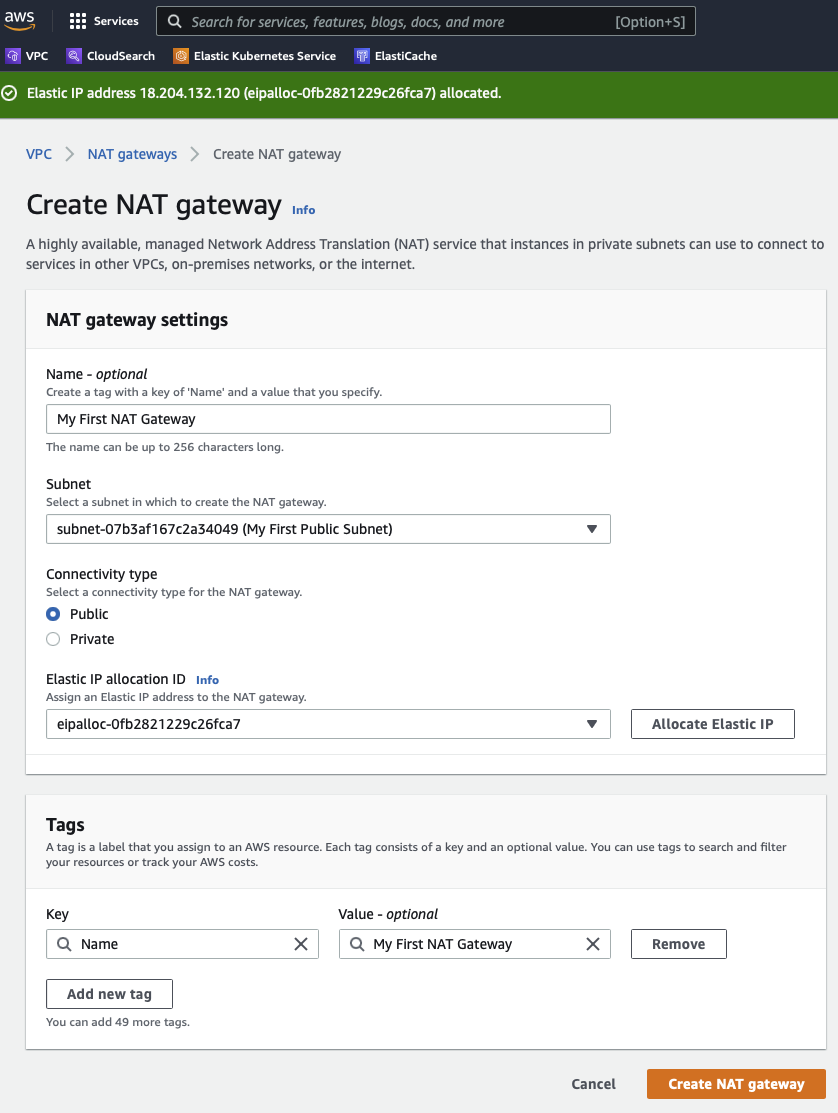 aws
Services
Search for services, features, blogs, docs, and more [Option+S]
VPC CloudSearch Elastic Kubernetes Service ElastiCache
Elastic IP address 18.204.132.120 (eipalloc-0fb2821229c26fca7) allocated.
VPC NAT gateways Create NAT gateway
Create NAT gateway Info
A highly available, managed Network Address Translation (NAT) service that instances in private subnets can use to connect to
services in other VPCs, on-premises networks, or the internet.
NAT gateway settings
Name - optional
Create a tag with a key of 'Name' and a value that you specify.
My First NAT Gateway
The name can be up to 256 characters long.
Subnet
Select a subnet in which to create the NAT gateway.
subnet-07b3af167c2a34049 (My First Public Subnet)
Connectivity type
Select a connectivity type for the NAT gateway.
Public
Private
Elastic IP allocation ID Info
Assign an Elastic IP address to the NAT gateway.
eipalloc-0fb2821229c26fca7 Allocate Elastic IP
Tags
A tag is a label that you assign to an AWS resource. Each tag consists of a key and an optional value. You can use tags to search and filter
your resources or track your AWS costs.
Key Value - optional
Name My First NAT Gateway Remove
Add new tag
You can add 49 more tags.
Cancel Create NAT gateway